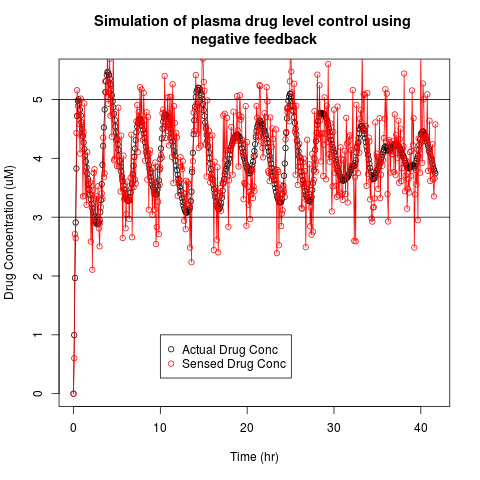 Simulation of plasma drug level control using
negative feedback
Drug Concentration (uM)
5
4
3
2
1
0
Actual Drug Conc
Sensed Drug Conc
0 10 20 30 40
Time (hr)